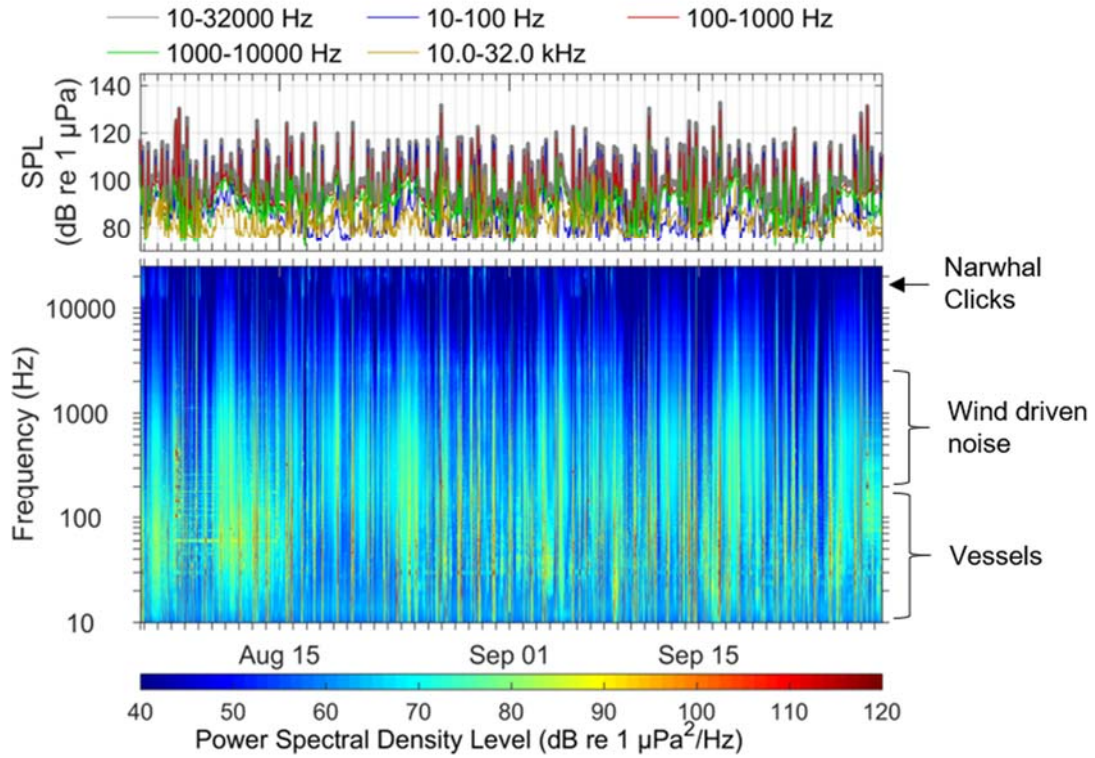 10-32000 Hz 10-100 Hz 100-1000 Hz
1000-10000 Hz 10.0-32.0 kHz
140
120
100
80
SPL
(dB re 1 µPa)
Narwhal
Clicks
Wind driven
noise
Vessels
10000
1000
100
10
Frequency (Hz)
Aug 15 Sep 01 Sep 15
40 50 60 70 80 90 100 110 120
Power Spectral Density Level (dB re 1 µPa²/Hz)